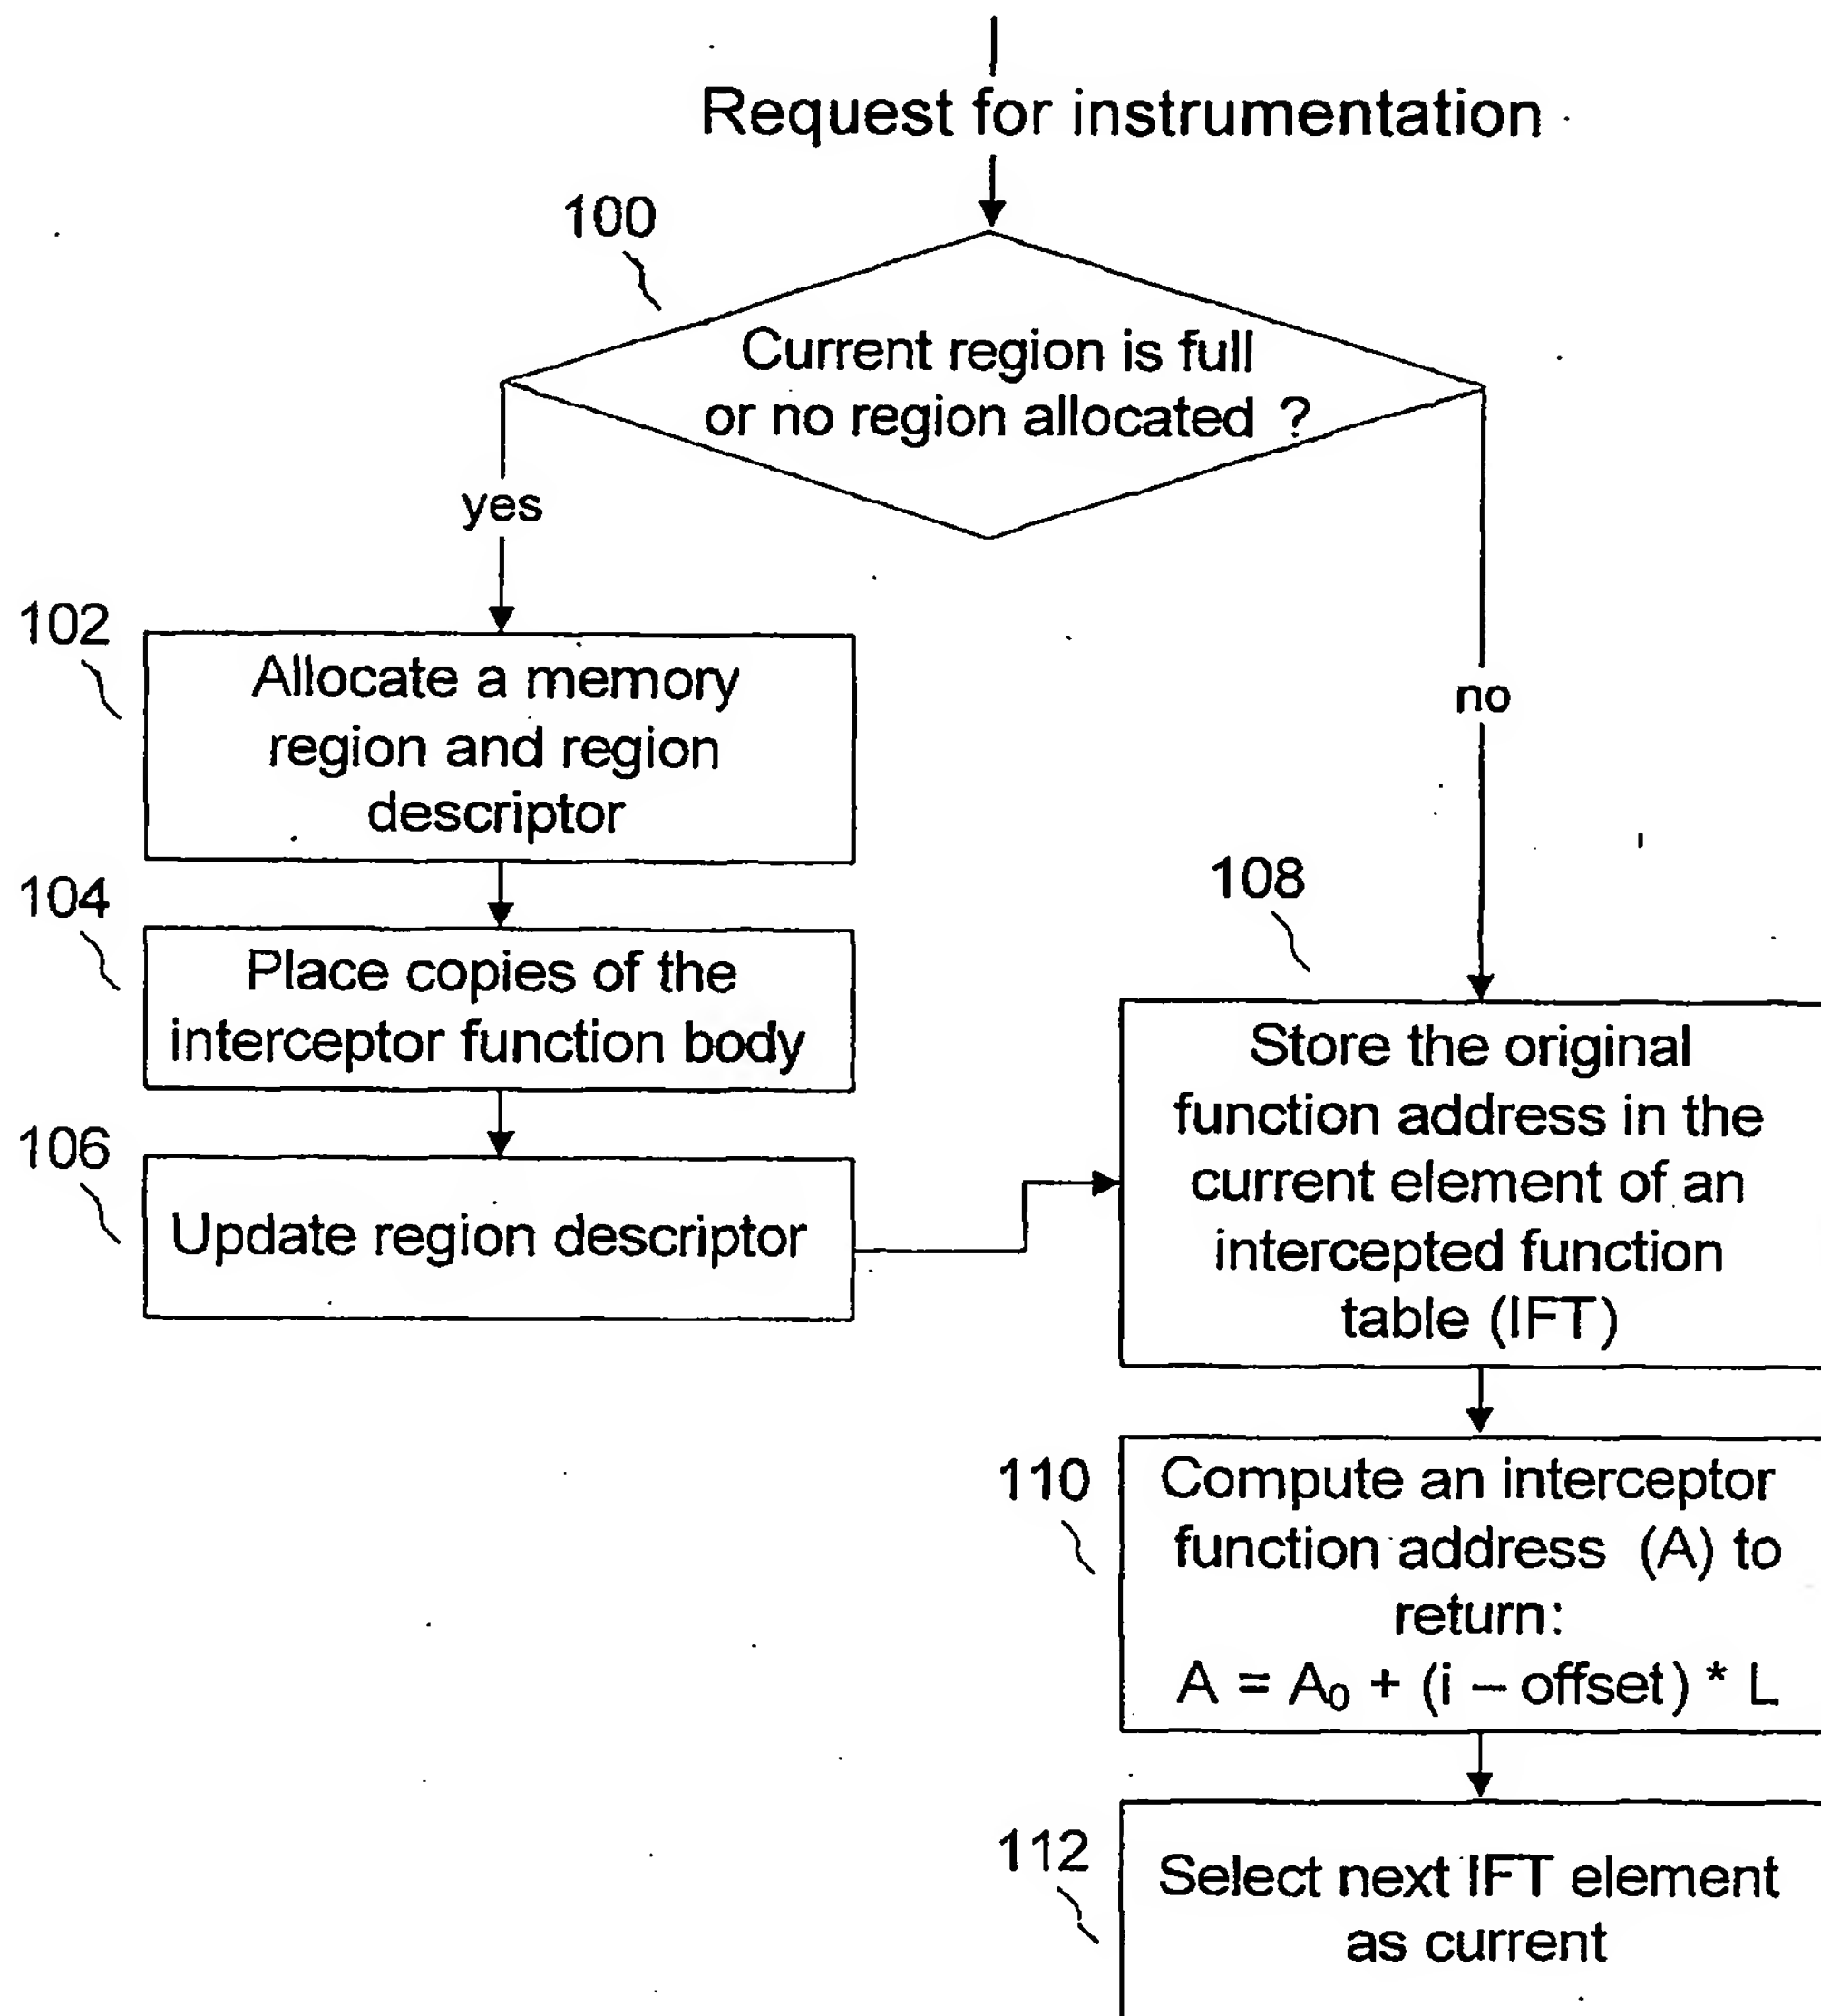 Request for instrumentation
100
Current region is full
or no region allocated ?
yes
no
102
Allocate a memory
region and region
descriptor
104
Place copies of the
interceptor function body
106
Update region descriptor
108
Store the original
function address in the
current element of an
intercepted function
table (IFT)
110
Compute an interceptor
function address (A) to
return:
A = A₀ + (i – offset) * L
112
Select next IFT element
as current